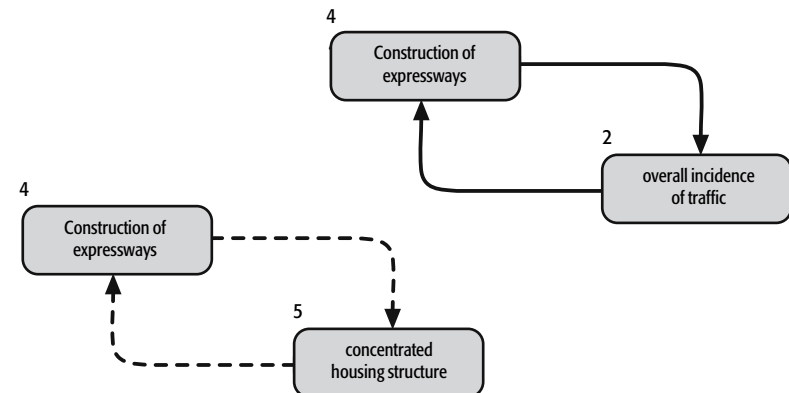 4
Construction of
expressways
2
overall incidence
of traffic
4
Construction of
expressways
5
concentrated
housing structure